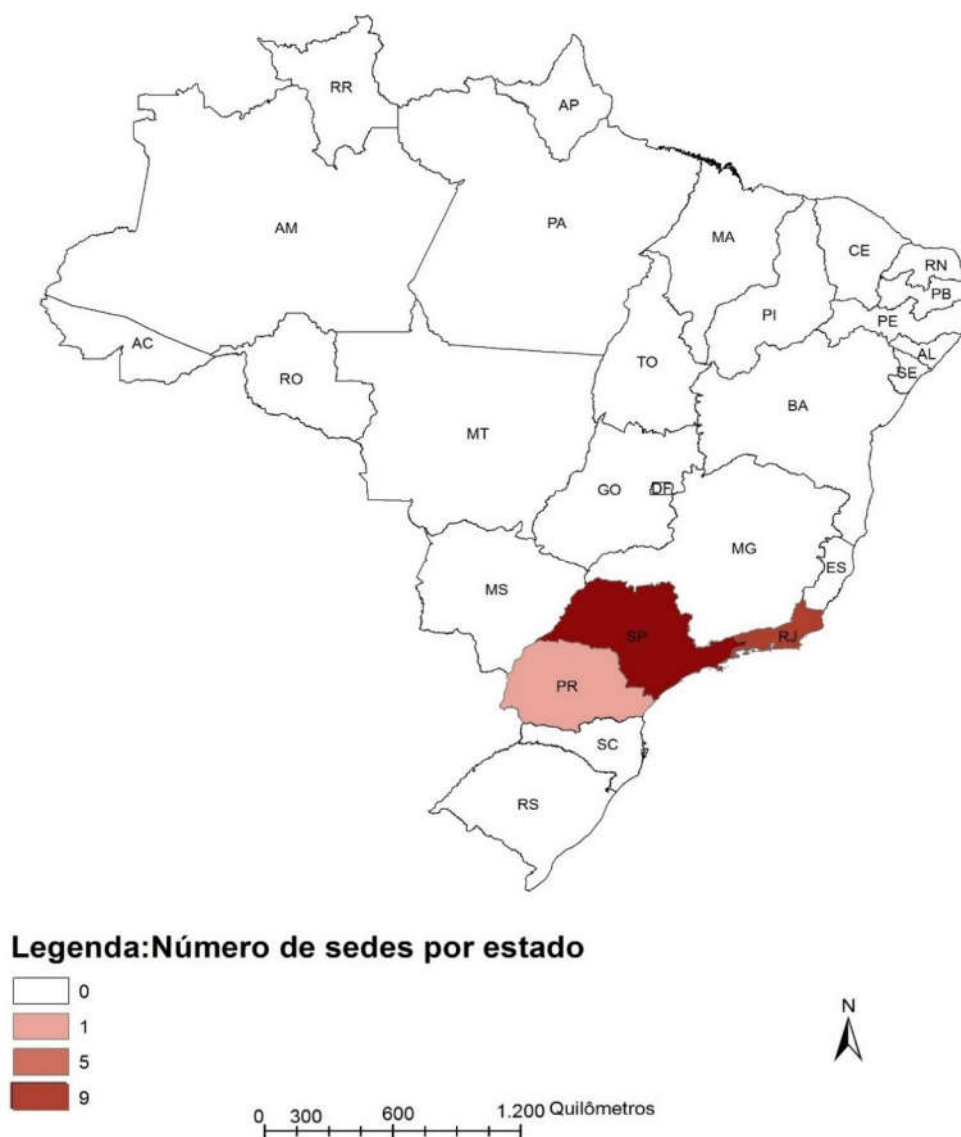 RR
AP
AM
PA
MA
CE
RN
PB
PE
PI
AL
SE
AC
RO
TO
BA
MT
GO
DF
MG
ES
MS
SP
RJ
PR
SC
RS
Legenda:Número de sedes por estado
0
1
5
9
N
0 300 600 1.200 Quilômetros